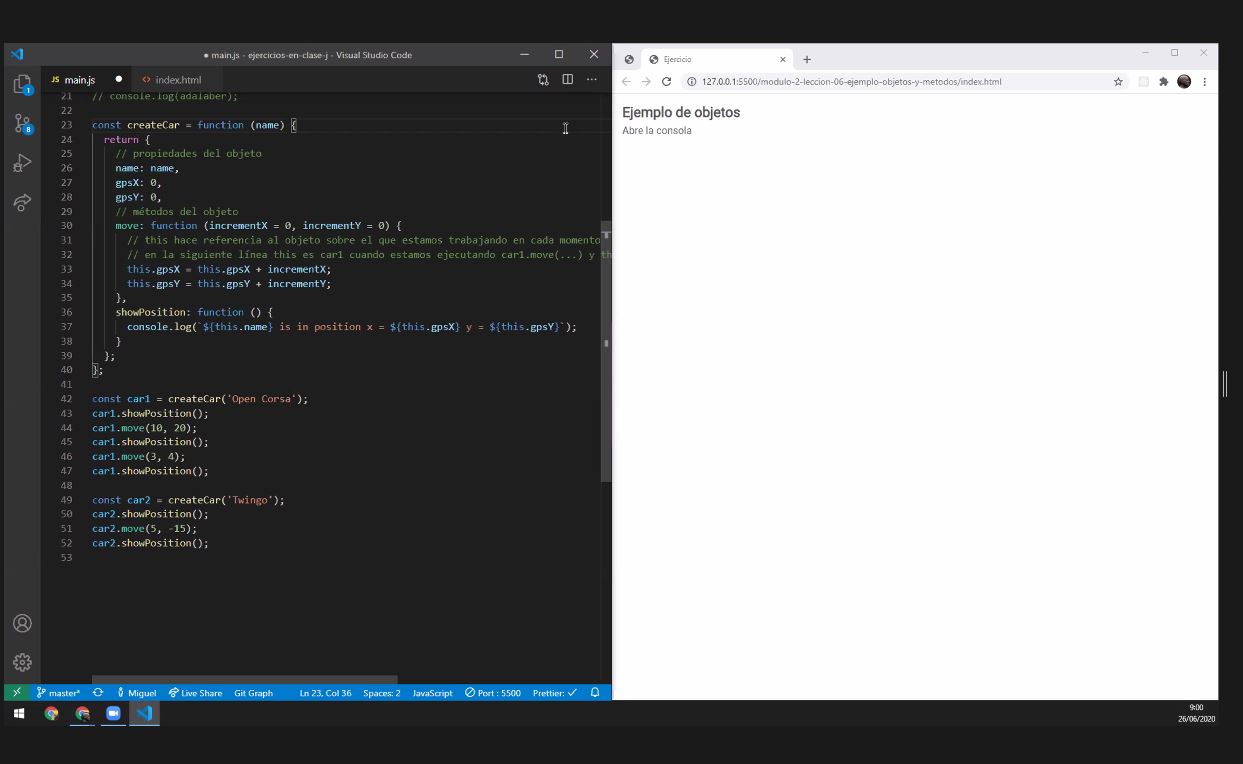 ● main.js - ejercicios-en-clase-j - Visual Studio Code
JS main.js ● <> index.html
21 // console.log(adalaber);
22
23 const createCar = function (name) {
24 return {
25 // propiedades del objeto
26 name: name,
27 gpsX: 0,
28 gpsY: 0,
29 // métodos del objeto
30 move: function (incrementX = 0, incrementY = 0) {
31 // this hace referencia al objeto sobre el que estamos trabajando en cada momento
32 // en la siguiente línea this es car1 cuando estamos ejecutando car1.move(...) y th
33 this.gpsX = this.gpsX + incrementX;
34 this.gpsY = this.gpsY + incrementY;
35 },
36 showPosition: function () {
37 console.log(`${this.name} is in position x = ${this.gpsX} y = ${this.gpsY}`);
38 }
39 };
40 };
41
42 const car1 = createCar('Open Corsa');
43 car1.showPosition();
44 car1.move(10, 20);
45 car1.showPosition();
46 car1.move(3, 4);
47 car1.showPosition();
48
49 const car2 = createCar('Twingo');
50 car2.showPosition();
51 car2.move(5, -15);
52 car2.showPosition();
53
1
8
master* Miguel Live Share Git Graph Ln 23, Col 36 Spaces: 2 JavaScript Port : 5500 Prettier: ✓
Ejercicio
127.0.0.1:5500/modulo-2-leccion-06-ejemplo-objetos-y-metodos/index.html
Ejemplo de objetos
Abre la consola
9:00
26/06/2020